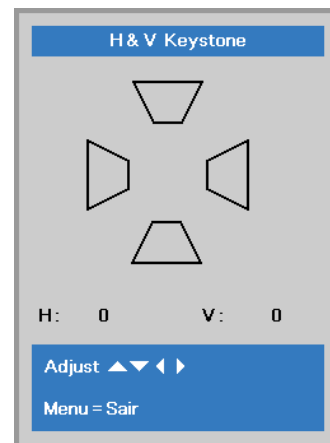 H & V Keystone
H: 0 V: 0
Adjust ▲▼◀▶
Menu = Sair